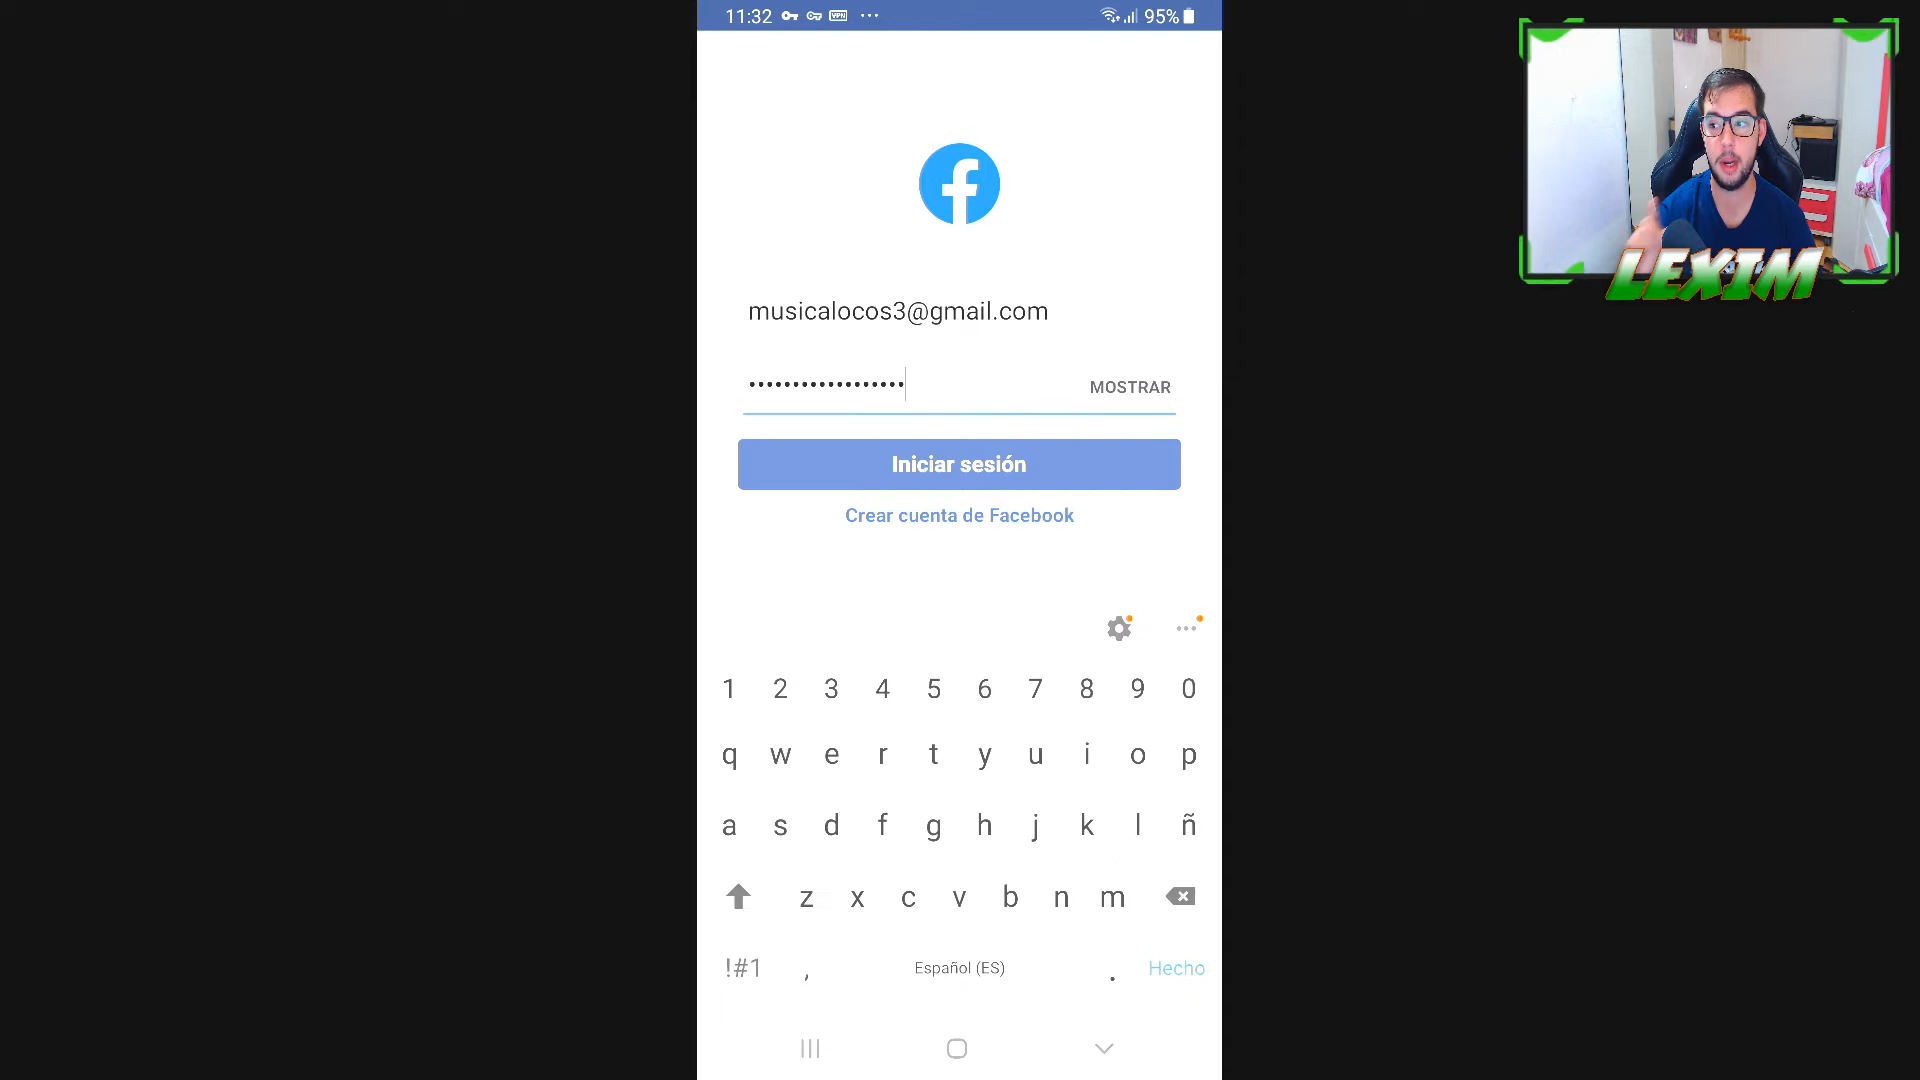 11:32 VPN ... 95%
musicalocos3@gmail.com
•••••••••••••••••• MOSTRAR
Iniciar sesión
Crear cuenta de Facebook
1 2 3 4 5 6 7 8 9 0
q w e r t y u i o p
a s d f g h j k l ñ
z x c v b n m
!#1 , Español (ES) . Hecho
LEXIM